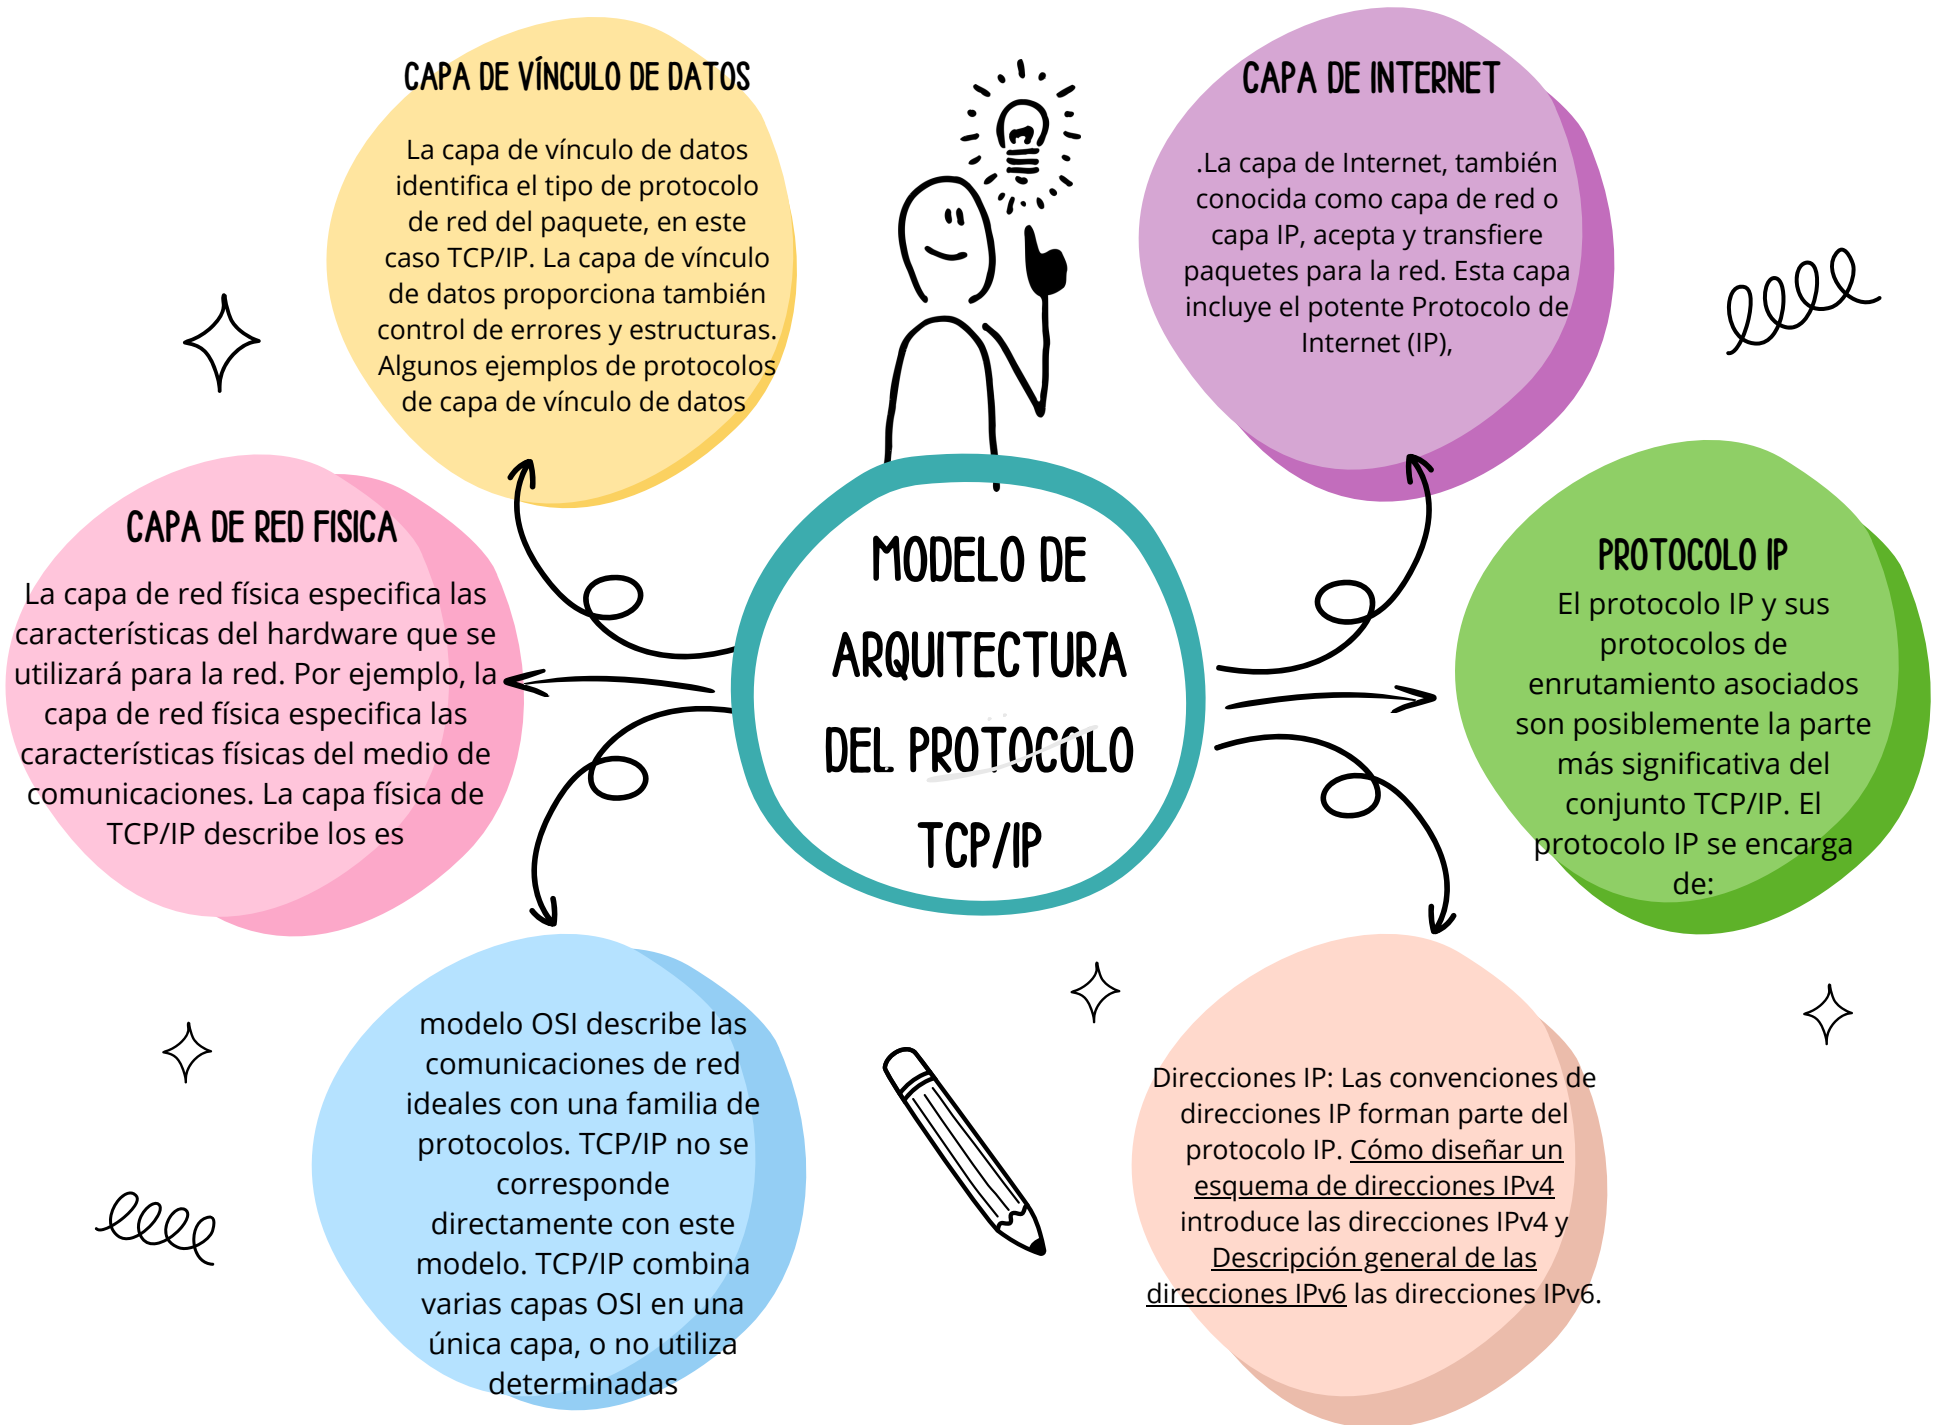 CAPA DE VÍNCULO DE DATOS
La capa de vínculo de datos
identifica el tipo de protocolo
de red del paquete, en este
caso TCP/IP. La capa de vínculo
de datos proporciona también
control de errores y estructuras.
Algunos ejemplos de protocolos
de capa de vínculo de datos
CAPA DE INTERNET
.La capa de Internet, también
conocida como capa de red o
capa IP, acepta y transfiere
paquetes para la red. Esta capa
incluye el potente Protocolo de
Internet (IP),
CAPA DE RED FISICA
La capa de red física especifica las
características del hardware que se
utilizará para la red. Por ejemplo, la
capa de red física especifica las
características físicas del medio de
comunicaciones. La capa física de
TCP/IP describe los es
MODELO DE
ARQUITECTURA
DEL PROTOCOLO
TCP/IP
PROTOCOLO IP
El protocolo IP y sus
protocolos de
enrutamiento asociados
son posiblemente la parte
más significativa del
conjunto TCP/IP. El
protocolo IP se encarga
de:
modelo OSI describe las
comunicaciones de red
ideales con una familia de
protocolos. TCP/IP no se
corresponde
directamente con este
modelo. TCP/IP combina
varias capas OSI en una
única capa, o no utiliza
determinadas
Direcciones IP: Las convenciones de
direcciones IP forman parte del
protocolo IP. Cómo diseñar un
esquema de direcciones IPv4
introduce las direcciones IPv4 y
Descripción general de las
direcciones IPv6 las direcciones IPv6.